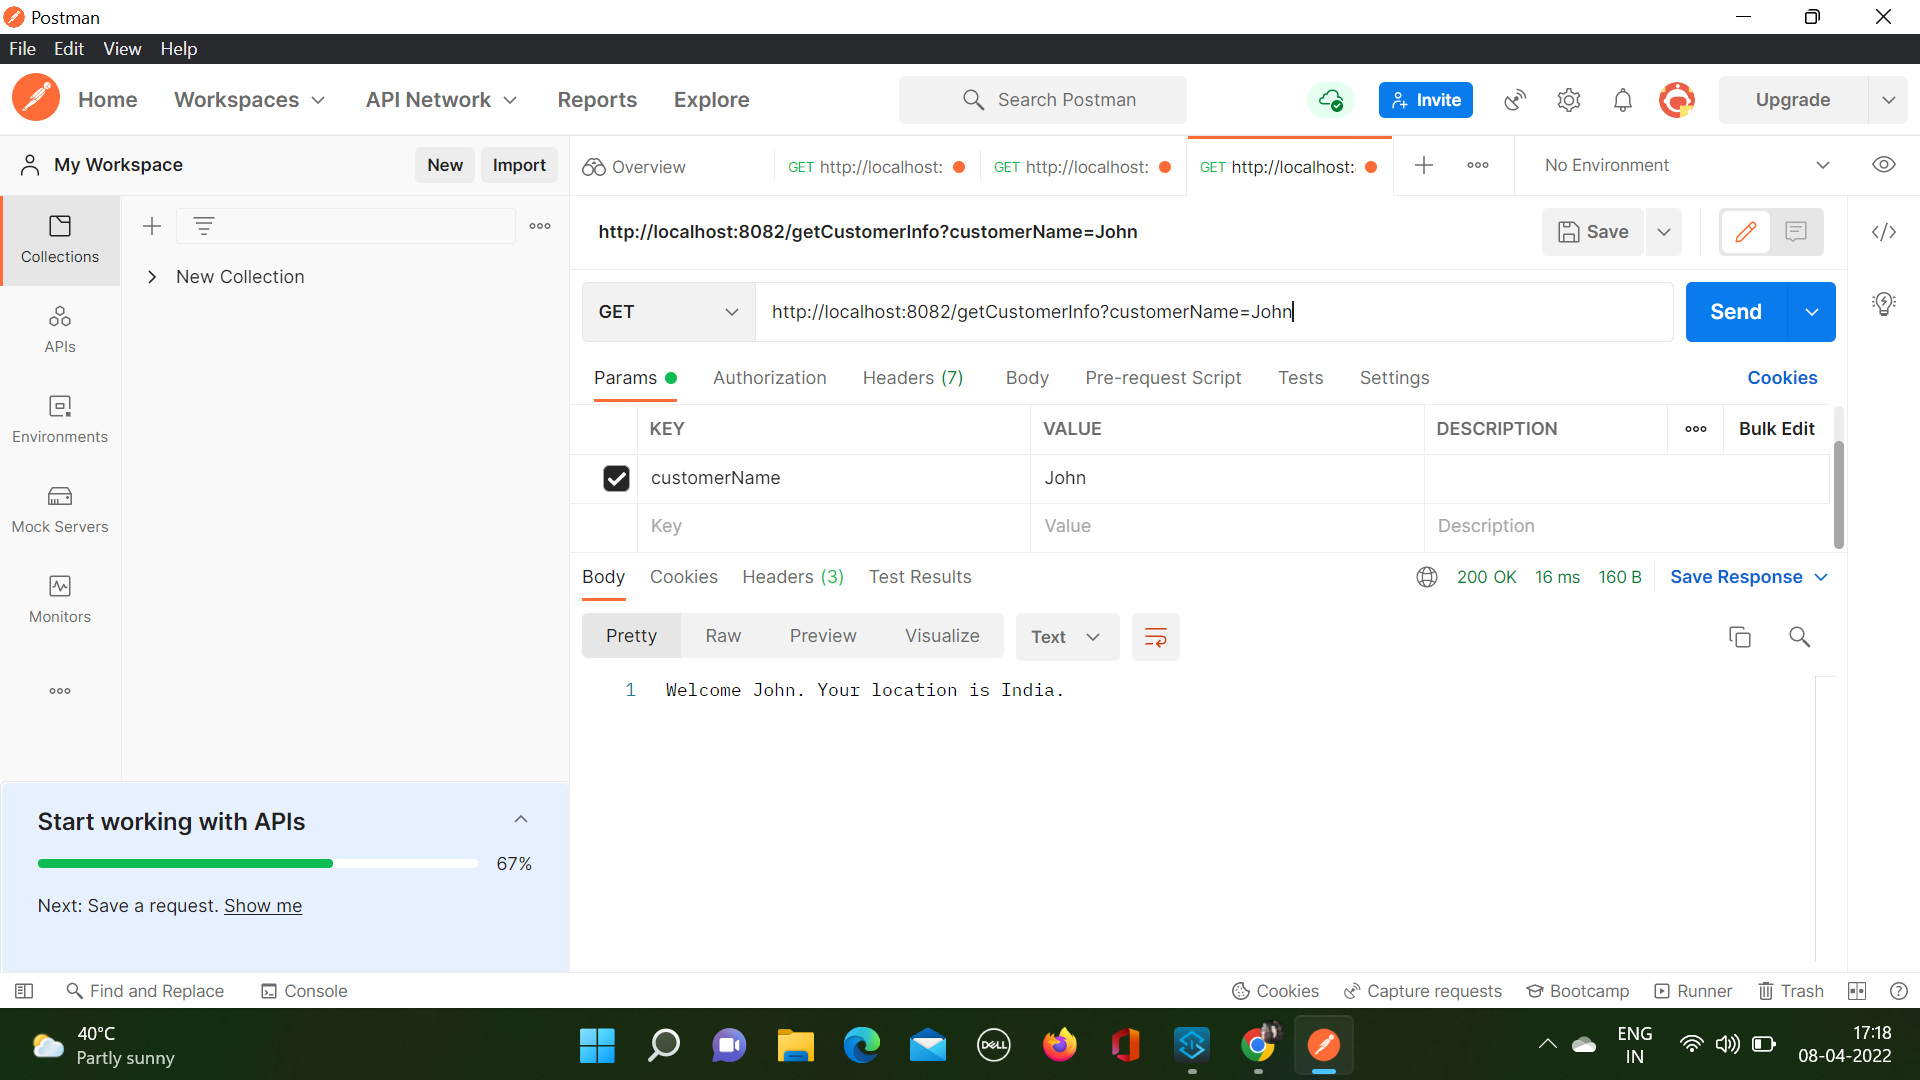 Postman
File Edit View Help
Home Workspaces API Network Reports Explore Search Postman Invite Upgrade
My Workspace New Import Overview GET http://localhost: GET http://localhost: GET http://localhost: No Environment
Collections
New Collection
APIs
Environments
Mock Servers
Monitors
http://localhost:8082/getCustomerInfo?customerName=John Save
GET http://localhost:8082/getCustomerInfo?customerName=John Send
Params Authorization Headers (7) Body Pre-request Script Tests Settings Cookies
KEY VALUE DESCRIPTION Bulk Edit
customerName John
Key Value Description
Body Cookies Headers (3) Test Results 200 OK 16 ms 160 B Save Response
Pretty Raw Preview Visualize Text
1 Welcome John. Your location is India.
Start working with APIs
67%
Next: Save a request. Show me
Find and Replace Console Cookies Capture requests Bootcamp Runner Trash
40°C
Partly sunny
DELL
ENG
IN
17:18
08-04-2022